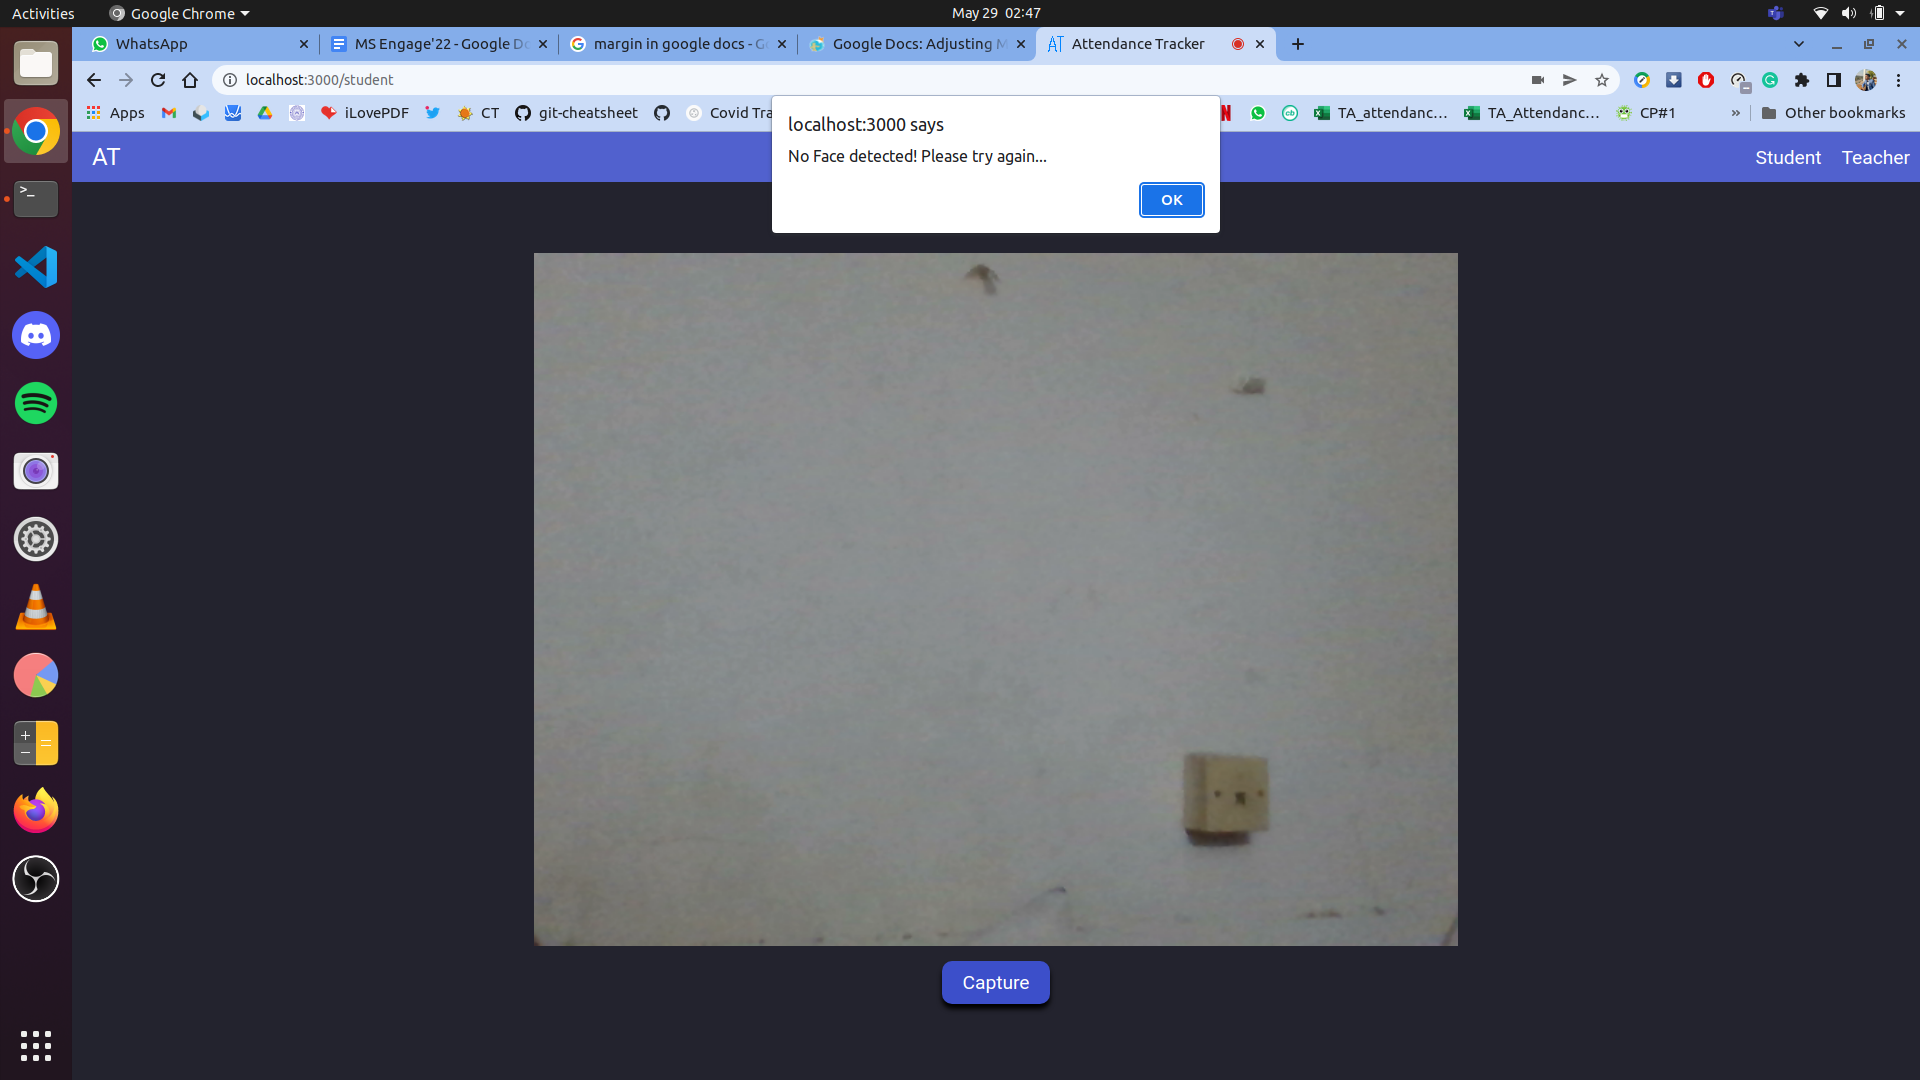 Activities
Google Chrome
May 29 02:47
WhatsApp
MS Engage'22 - Google Do
margin in google docs - Go
Google Docs: Adjusting M
Attendance Tracker
localhost:3000/student
Apps
iLovePDF
CT
git-cheatsheet
Covid Tra
TA_attendanc...
TA_Attendanc...
CP#1
»
Other bookmarks
localhost:3000 says
No Face detected! Please try again...
OK
AT
Student
Teacher
Capture